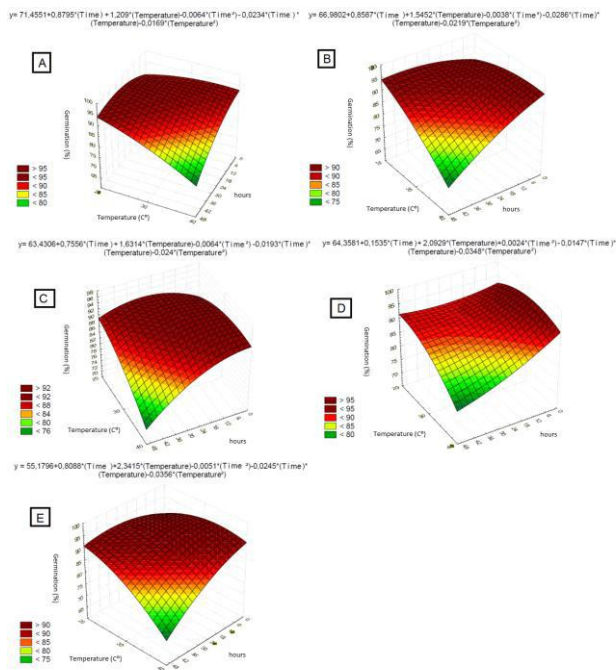 y= 71,4551+0,8795*(Time)+1,209*(Temperature)-0,0064*(Time²)-0,0234*(Time)*
(Temperature)-0,0169*(Temperature²)
A
Germination (%)
Temperature (C°)
hours
> 95
< 95
< 90
< 85
< 80
y= 66,9802+0,8587*(Time)+1,5452*(Temperature)-0,0038*(Time²)-0,0286*(Time)*
(Temperature)-0,0219*(Temperature²)
B
Germination (%)
Temperature (C°)
hours
> 90
< 90
< 85
< 80
< 75
y= 63,4306+0,7556*(Time)+1,6314*(Temperature)-0,0064*(Time²)-0,0193*(Time)*
(Temperature)-0,024*(Temperature²)
C
Germination (%)
Temperature (C°)
hours
> 92
< 92
< 88
< 84
< 80
< 76
y= 64,3581+0,1535*(Time)+2,0929*(Temperature)+0,0024*(Time²)-0,0147*(Time)*
(Temperature)-0,0348*(Temperature²)
D
Germination (%)
Temperature (C°)
hours
> 95
< 95
< 90
< 85
< 80
y = 55,1796+0,8088*(Time)+2,3415*(Temperature)-0,0051*(Time²)-0,0245*(Time)*
(Temperature)-0,0356*(Temperature²)
E
Germination (%)
Temperature (C°)
hours
> 90
< 90
< 85
< 80
< 75